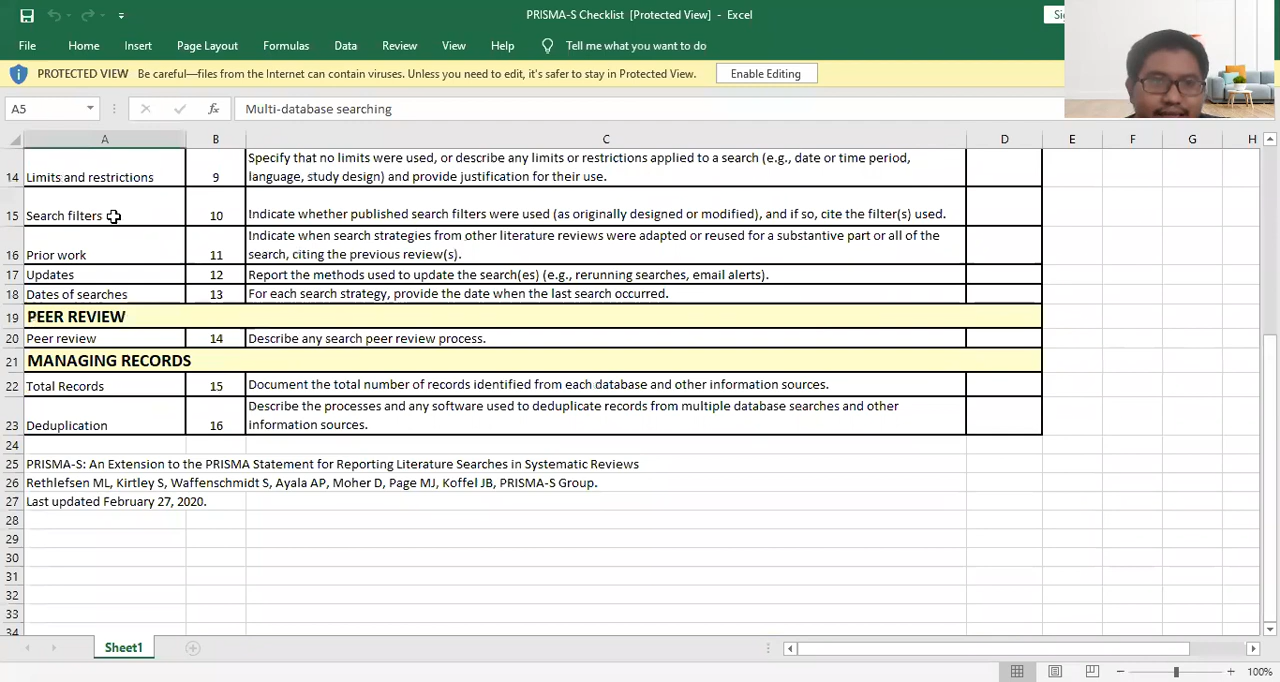 PRISMA-S Checklist [Protected View] - Excel
File Home Insert Page Layout Formulas Data Review View Help Tell me what you want to do
PROTECTED VIEW Be careful—files from the Internet can contain viruses. Unless you need to edit, it's safer to stay in Protected View. Enable Editing
A5 fx Multi-database searching
A B C D E F G H
Specify that no limits were used, or describe any limits or restrictions applied to a search (e.g., date or time period,
14 Limits and restrictions 9 language, study design) and provide justification for their use.
15 Search filters 10 Indicate whether published search filters were used (as originally designed or modified), and if so, cite the filter(s) used.
Indicate when search strategies from other literature reviews were adapted or reused for a substantive part or all of the
16 Prior work 11 search, citing the previous review(s).
17 Updates 12 Report the methods used to update the search(es) (e.g., rerunning searches, email alerts).
18 Dates of searches 13 For each search strategy, provide the date when the last search occurred.
19 PEER REVIEW
20 Peer review 14 Describe any search peer review process.
21 MANAGING RECORDS
22 Total Records 15 Document the total number of records identified from each database and other information sources.
Describe the processes and any software used to deduplicate records from multiple database searches and other
23 Deduplication 16 information sources.
24
25 PRISMA-S: An Extension to the PRISMA Statement for Reporting Literature Searches in Systematic Reviews
26 Rethlefsen ML, Kirtley S, Waffenschmidt S, Ayala AP, Moher D, Page MJ, Koffel JB, PRISMA-S Group.
27 Last updated February 27, 2020.
28
29
30
31
32
33
34
Sheet1
100%